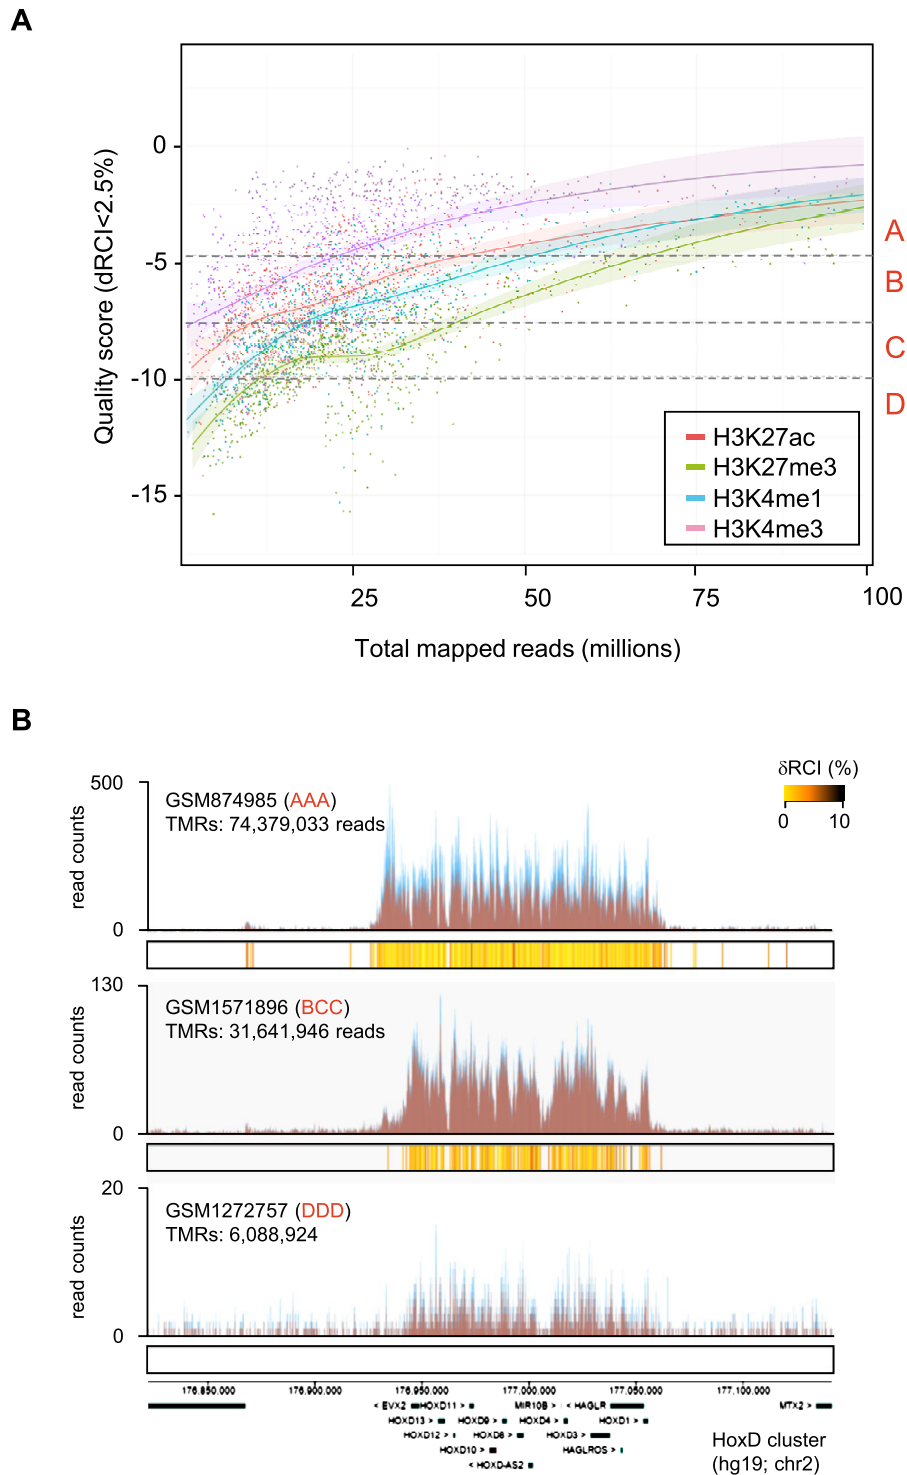 A
Quality score (dRCI<2.5%)
0
-5
-10
-15
A
B
C
D
H3K27ac
H3K27me3
H3K4me1
H3K4me3
25 50 75 100
Total mapped reads (millions)
B
δRCI (%)
0 10
500
read counts
0
GSM874985 (AAA)
TMRs: 74,379,033 reads
130
read counts
0
GSM1571896 (BCC)
TMRs: 31,641,946 reads
20
read counts
0
GSM1272757 (DDD)
TMRs: 6,088,924
176,850,000 176,900,000 176,950,000 177,000,000 177,050,000 177,100,000
< EVX2 HOXD11 > MIR10B > < HAGLR MTX2 >
HOXD13 > HOXD9 > HOXD4 > HOXD1 >
HOXD12 > HOXD8 > HOXD3 >
HOXD10 > HAGLROS >
< HOXD-AS2
HoxD cluster
(hg19; chr2)